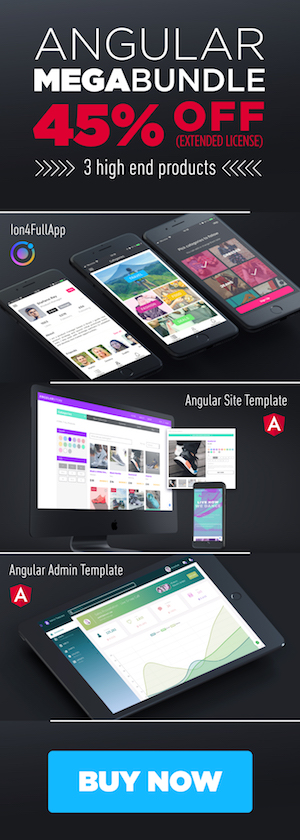 ANGULAR
MEGABUNDLE
45% OFF
(EXTENDED LICENSE)
3 high end products
Ion4FullApp
Angular Site Template
Angular Admin Template
BUY NOW